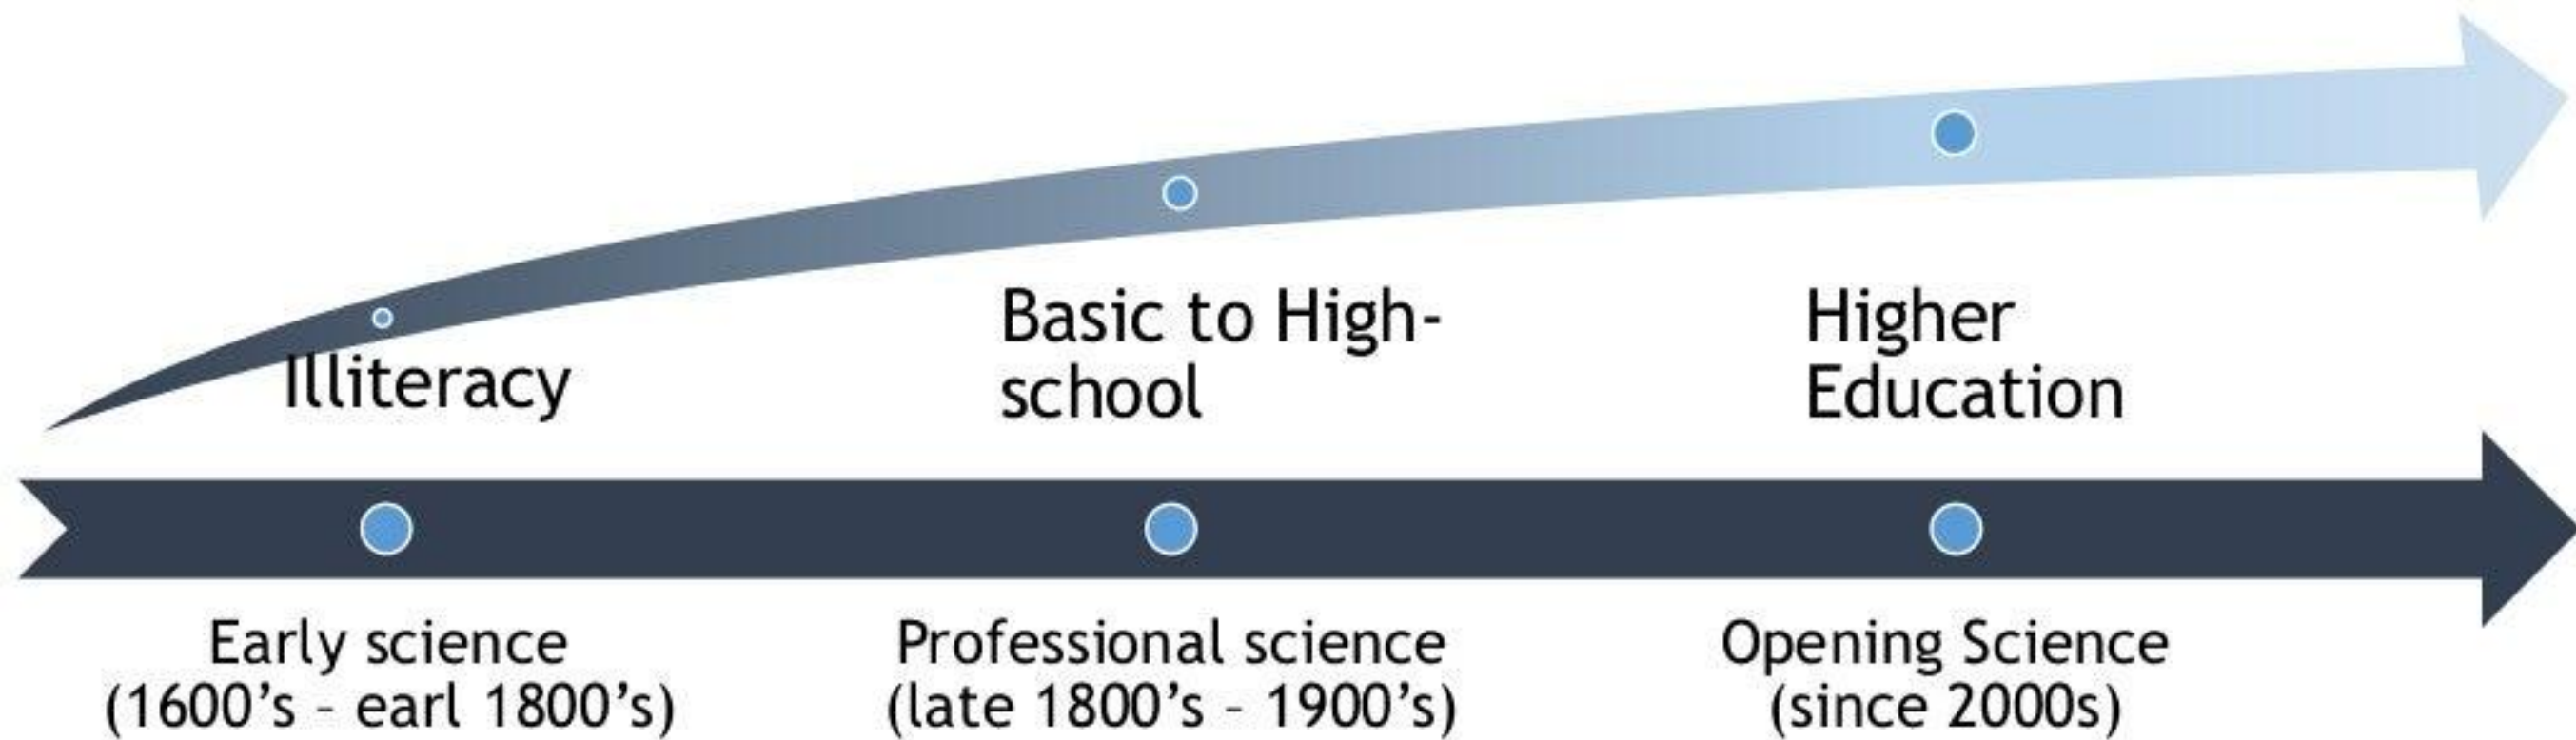 Illiteracy
Basic to High-
school
Higher
Education
Early science
(1600’s – earl 1800’s)
Professional science
(late 1800’s – 1900’s)
Opening Science
(since 2000s)